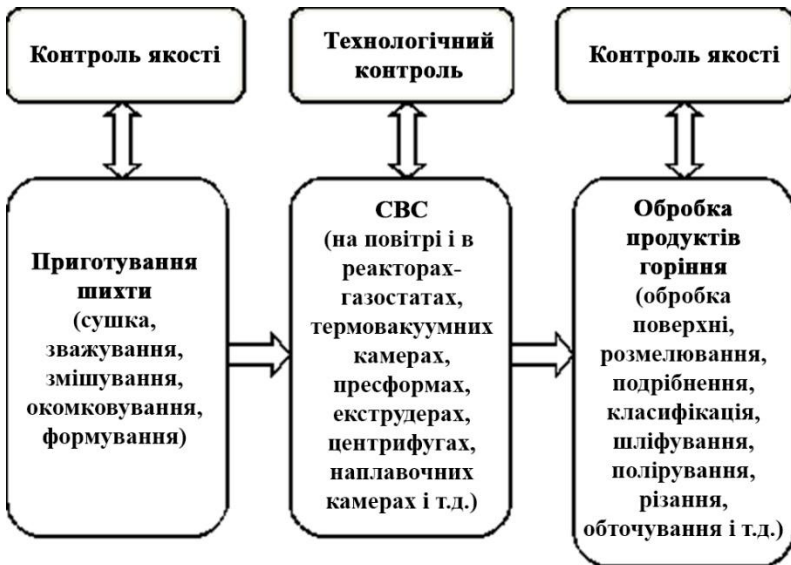 Контроль якості
Технологічний
контроль
Контроль якості
Приготування
шихти
(сушка,
зважування,
змішування,
окомковування,
формування)
СВС
(на повітрі і в
реакторах-
газостатах,
термовакуумних
камерах,
пресформах,
екструдерах,
центрифугах,
наплавочних
камерах і т.д.)
Обробка
продуктів
горіння
(обробка
поверхні,
розмелювання,
подрібнення,
класифікація,
шліфування,
полірування,
різання,
обточування і т.д.)